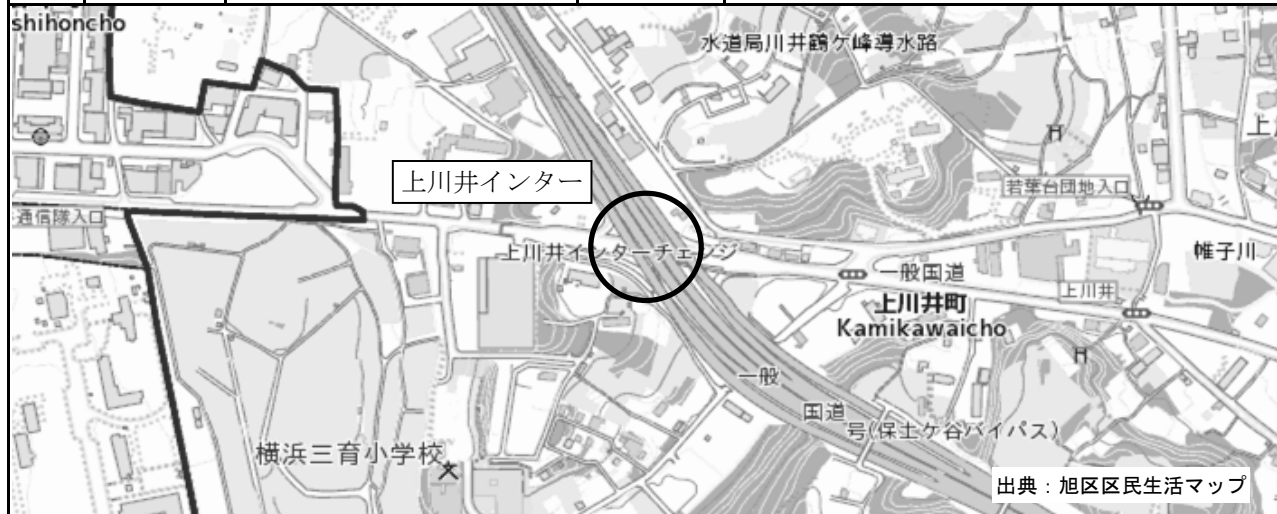 shihoncho
水道局川井鶴ケ峰導水路
上川井インター
若葉台団地入口
通信隊入口
上川井インターチェンジ
帷子川
一般国道
上川井
上川井町
Kamikawaicho
一般
国道
号(保土ケ谷バイパス)
横浜三育小学校
出典：旭区区民生活マップ